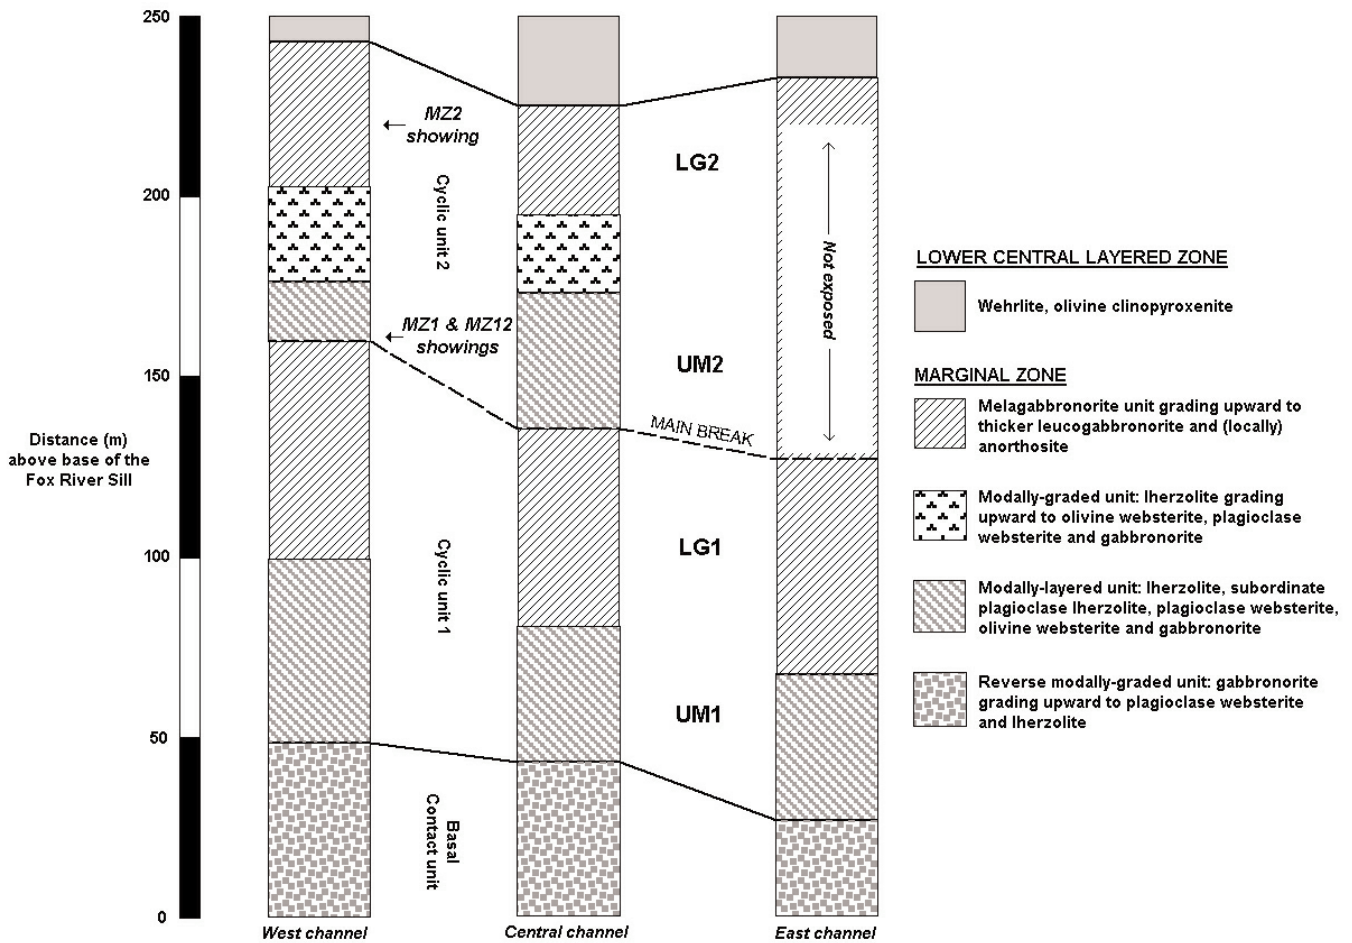 250
200
150
100
50
0
Distance (m)
above base of the
Fox River Sill
MZ2
showing
Cyclic unit 2
MZ1 & MZ12
showings
Cyclic unit 1
Basal
Contact unit
LG2
UM2
MAIN BREAK
LG1
UM1
Not exposed
West channel
Central channel
East channel
LOWER CENTRAL LAYERED ZONE
Wehrlite, olivine clinopyroxenite
MARGINAL ZONE
Melagabbronorite unit grading upward to
thicker leucogabbronorite and (locally)
anorthosite
Modally-graded unit: lherzolite grading
upward to olivine websterite, plagioclase
websterite and gabbronorite
Modally-layered unit: lherzolite, subordinate
plagioclase lherzolite, plagioclase websterite,
olivine websterite and gabbronorite
Reverse modally-graded unit: gabbronorite
grading upward to plagioclase websterite
and lherzolite